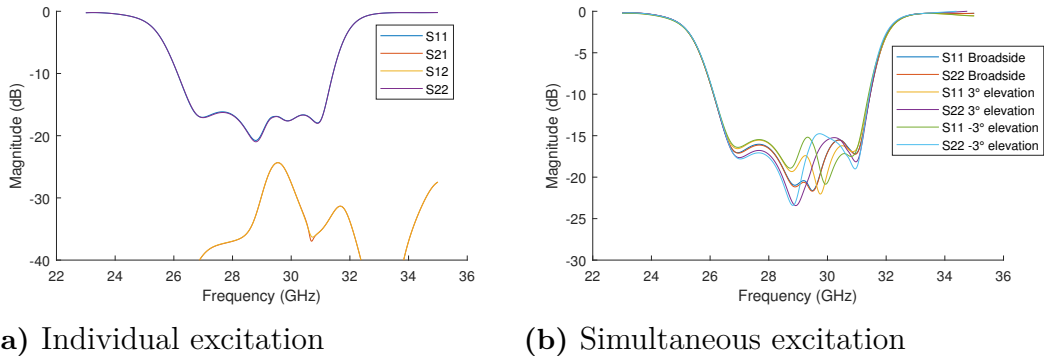 0
-10
-20
-30
-40
Magnitude (dB)
22 24 26 28 30 32 34 36
Frequency (GHz)
S11
S21
S12
S22
0
-5
-10
-15
-20
-25
-30
Magnitude (dB)
22 24 26 28 30 32 34 36
Frequency (GHz)
S11 Broadside
S22 Broadside
S11 3° elevation
S22 3° elevation
S11 -3° elevation
S22 -3° elevation
a) Individual excitation
(b) Simultaneous excitation